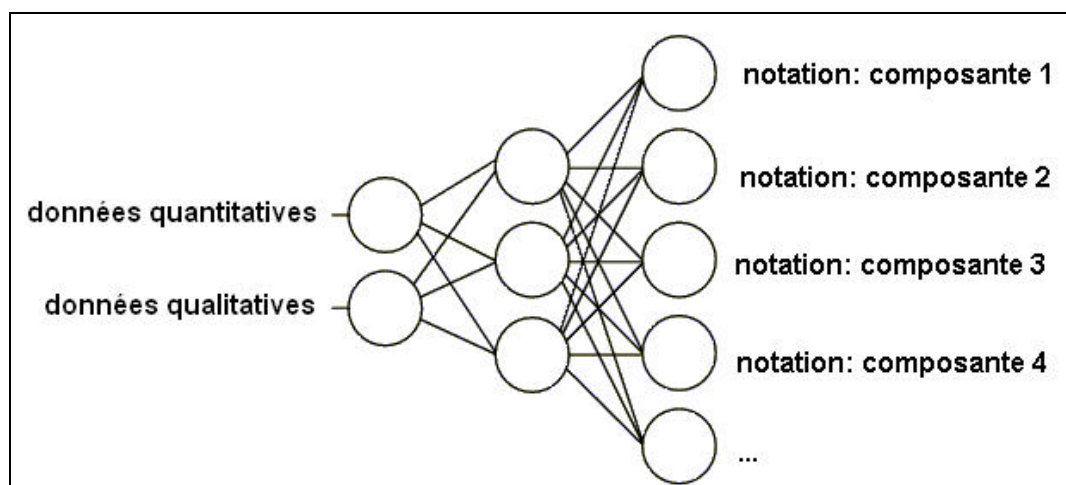 notation: composante 1
notation: composante 2
données quantitatives
notation: composante 3
données qualitatives
notation: composante 4
...